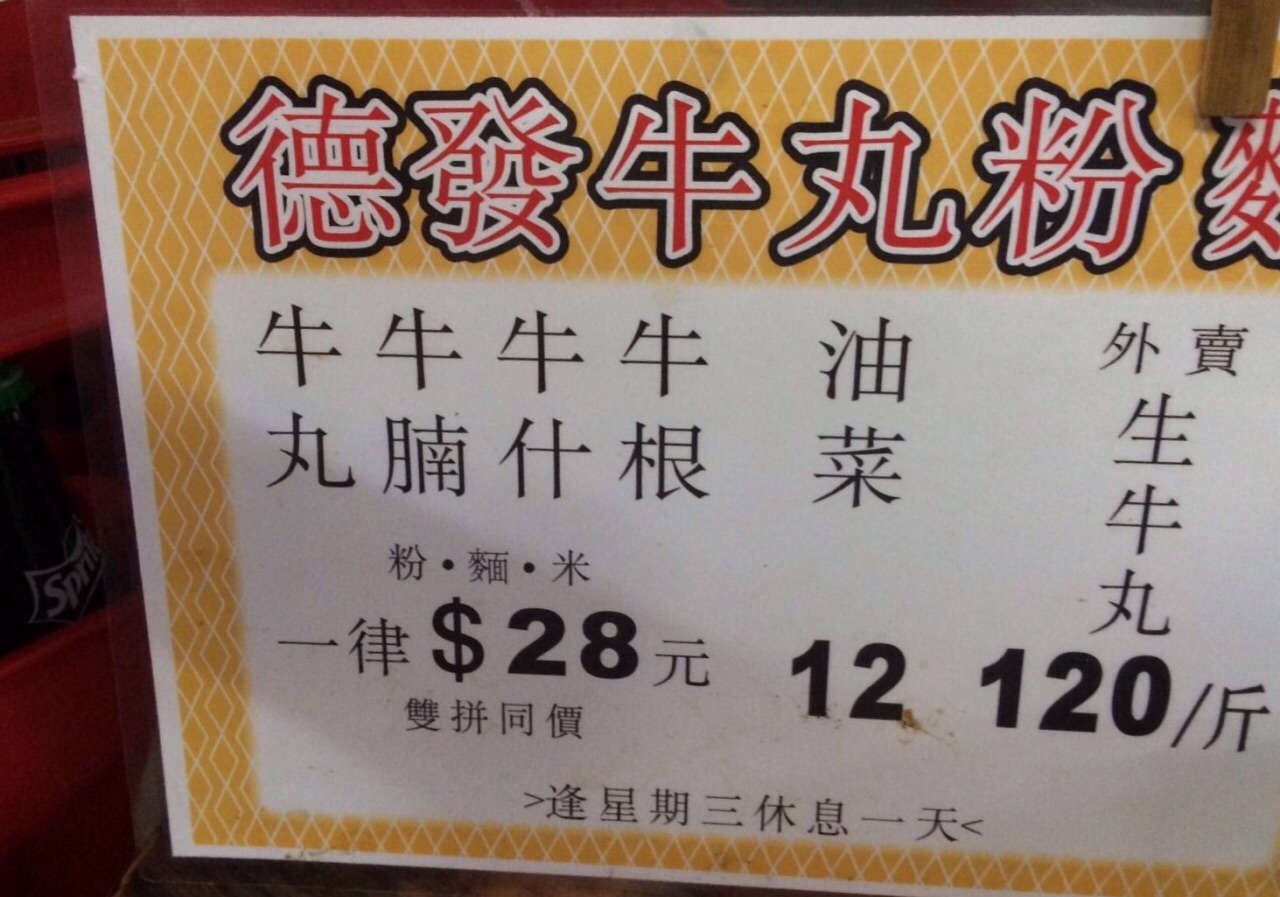 德發牛丸粉麵
牛丸
牛腩
牛什
牛根
粉・麵・米
一律$28元
雙拼同價
油菜
12
外賣
生牛丸
120/斤
>逢星期三休息一天<
Sprite